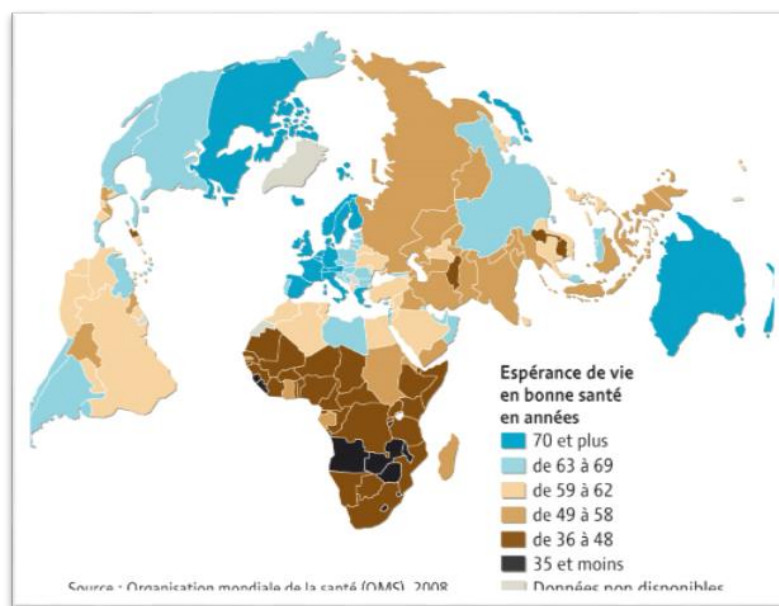 Espérance de vie
en bonne santé
en années
70 et plus
de 63 à 69
de 59 à 62
de 49 à 58
de 36 à 48
35 et moins
Données non disponibles
Source : Organisation mondiale de la santé (OMS), 2008